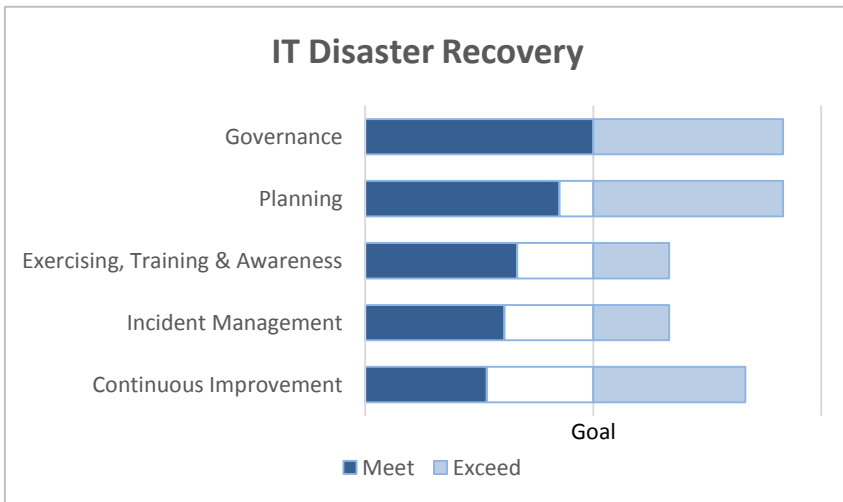 IT Disaster Recovery
Governance
Planning
Exercising, Training & Awareness
Incident Management
Continuous Improvement
Goal
Meet Exceed